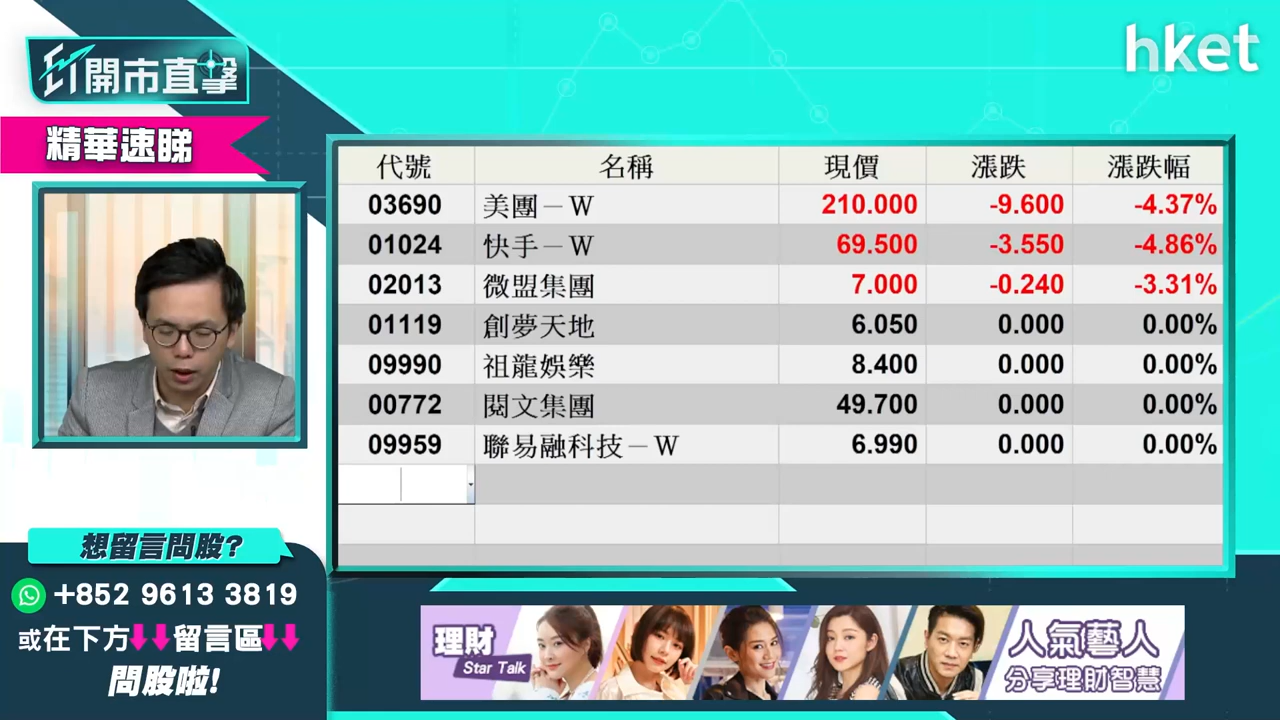 ET開市直擊
hket
精華速睇
代號 名稱 現價 漲跌 漲跌幅
03690 美團－W 210.000 -9.600 -4.37%
01024 快手－W 69.500 -3.550 -4.86%
02013 微盟集團 7.000 -0.240 -3.31%
01119 創夢天地 6.050 0.000 0.00%
09990 祖龍娛樂 8.400 0.000 0.00%
00772 閱文集團 49.700 0.000 0.00%
09959 聯易融科技－W 6.990 0.000 0.00%
想留言問股?
+852 9613 3819
或在下方留言區
問股啦!
理財
Star Talk
人氣藝人
分享理財智慧